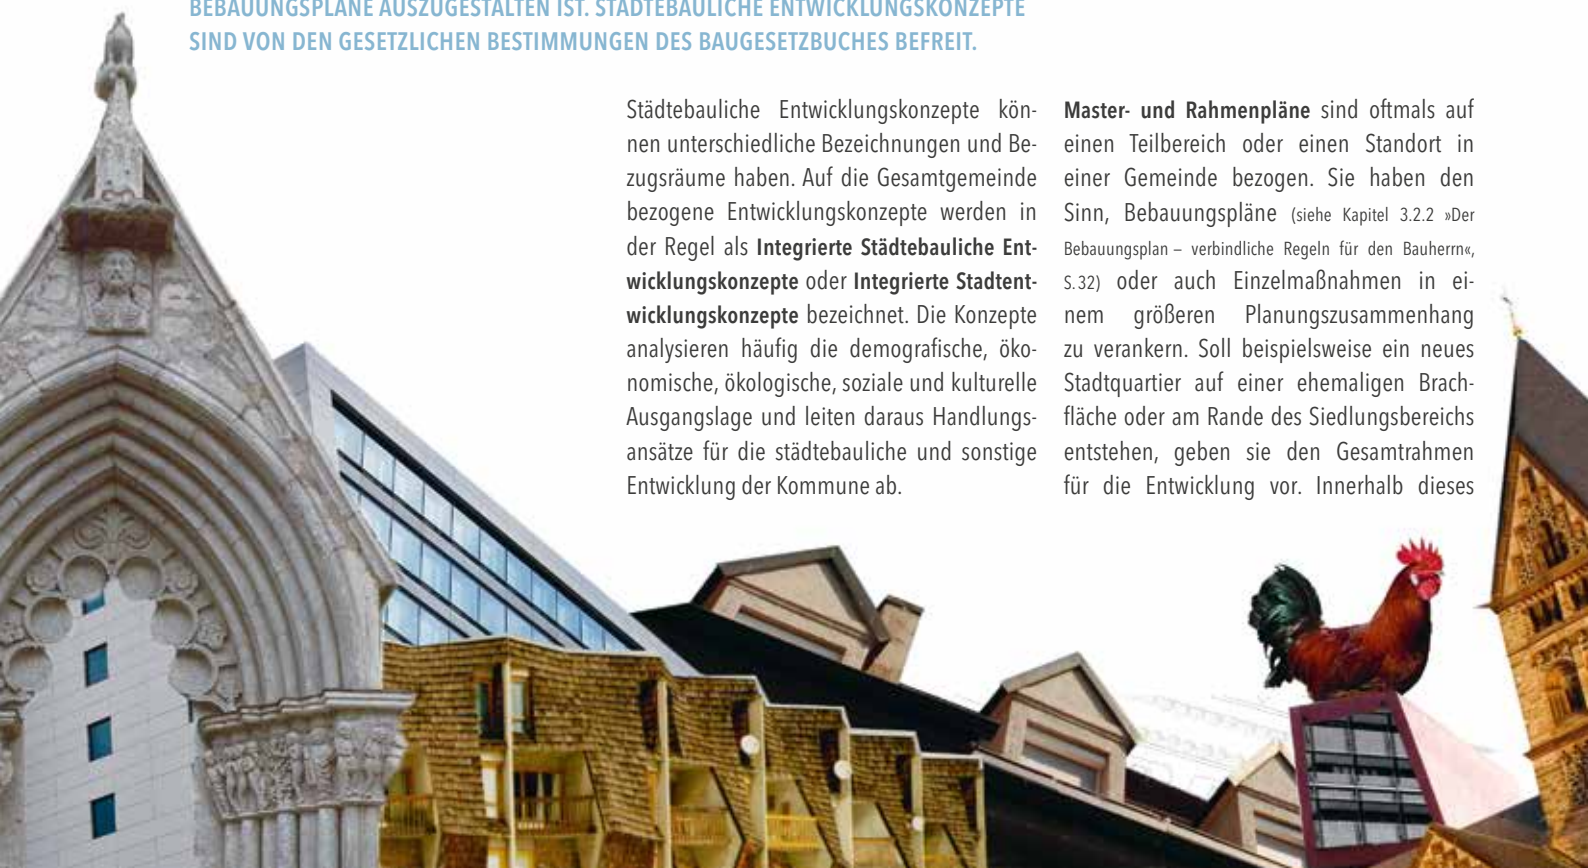 BEBAUUNGSPLÄNE AUSZUGESTALTEN IST. STÄDTEBAULICHE ENTWICKLUNGSKONZEPTE
SIND VON DEN GESETZLICHEN BESTIMMUNGEN DES BAUGESETZBUCHES BEFREIT.
Städtebauliche Entwicklungskonzepte kön-
nen unterschiedliche Bezeichnungen und Be-
zugsräume haben. Auf die Gesamtgemeinde
bezogene Entwicklungskonzepte werden in
der Regel als Integrierte Städtebauliche Ent-
wicklungskonzepte oder Integrierte Stadtent-
wicklungskonzepte bezeichnet. Die Konzepte
analysieren häufig die demografische, öko-
nomische, ökologische, soziale und kulturelle
Ausgangslage und leiten daraus Handlungs-
ansätze für die städtebauliche und sonstige
Entwicklung der Kommune ab.
Master- und Rahmenpläne sind oftmals auf
einen Teilbereich oder einen Standort in
einer Gemeinde bezogen. Sie haben den
Sinn, Bebauungspläne (siehe Kapitel 3.2.2 »Der
Bebauungsplan – verbindliche Regeln für den Bauherrn«,
S. 32) oder auch Einzelmaßnahmen in ei-
nem größeren Planungszusammenhang
zu verankern. Soll beispielsweise ein neues
Stadtquartier auf einer ehemaligen Brach-
fläche oder am Rande des Siedlungsbereichs
entstehen, geben sie den Gesamtrahmen
für die Entwicklung vor. Innerhalb dieses